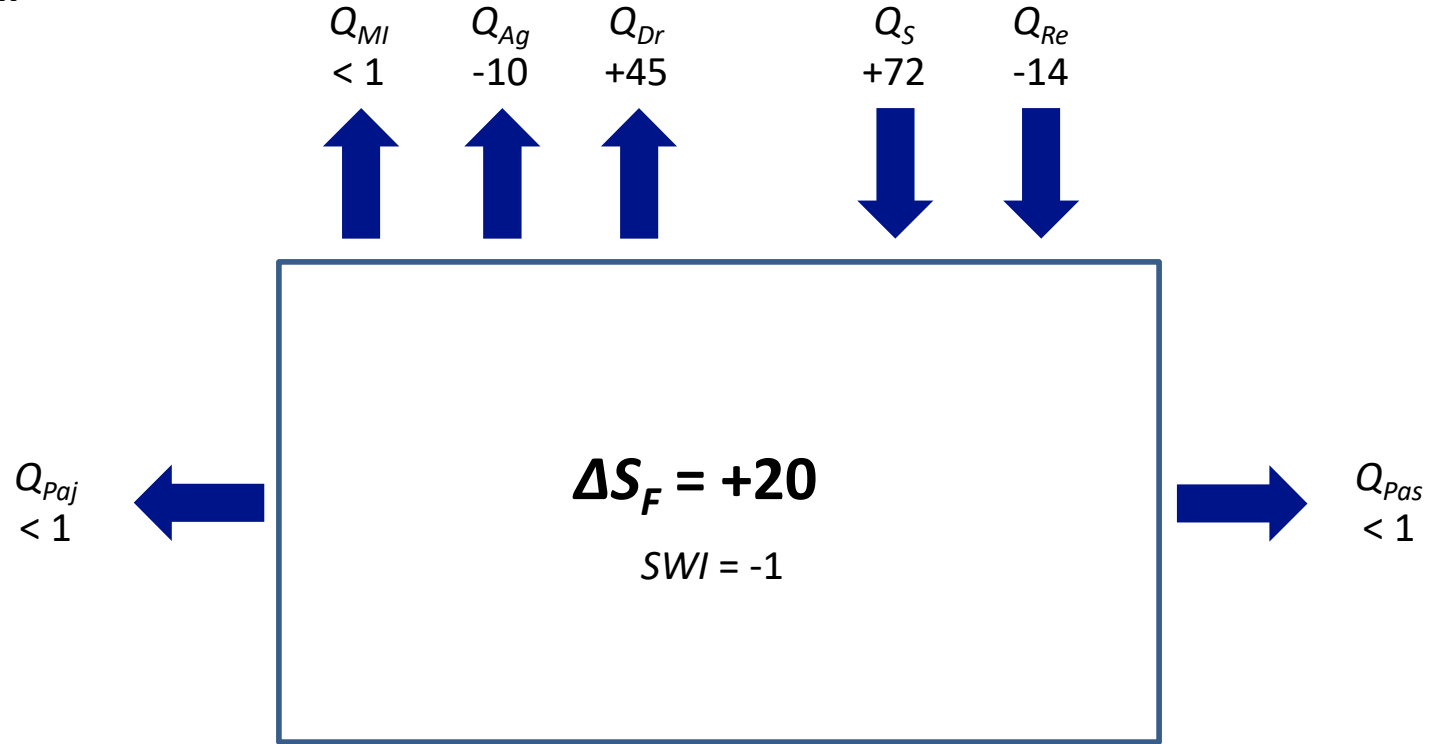 Q_MI
< 1
Q_Ag
-10
Q_Dr
+45
Q_S
+72
Q_Re
-14
Q_Paj
< 1
ΔS_F = +20
SWI = -1
Q_Pas
< 1